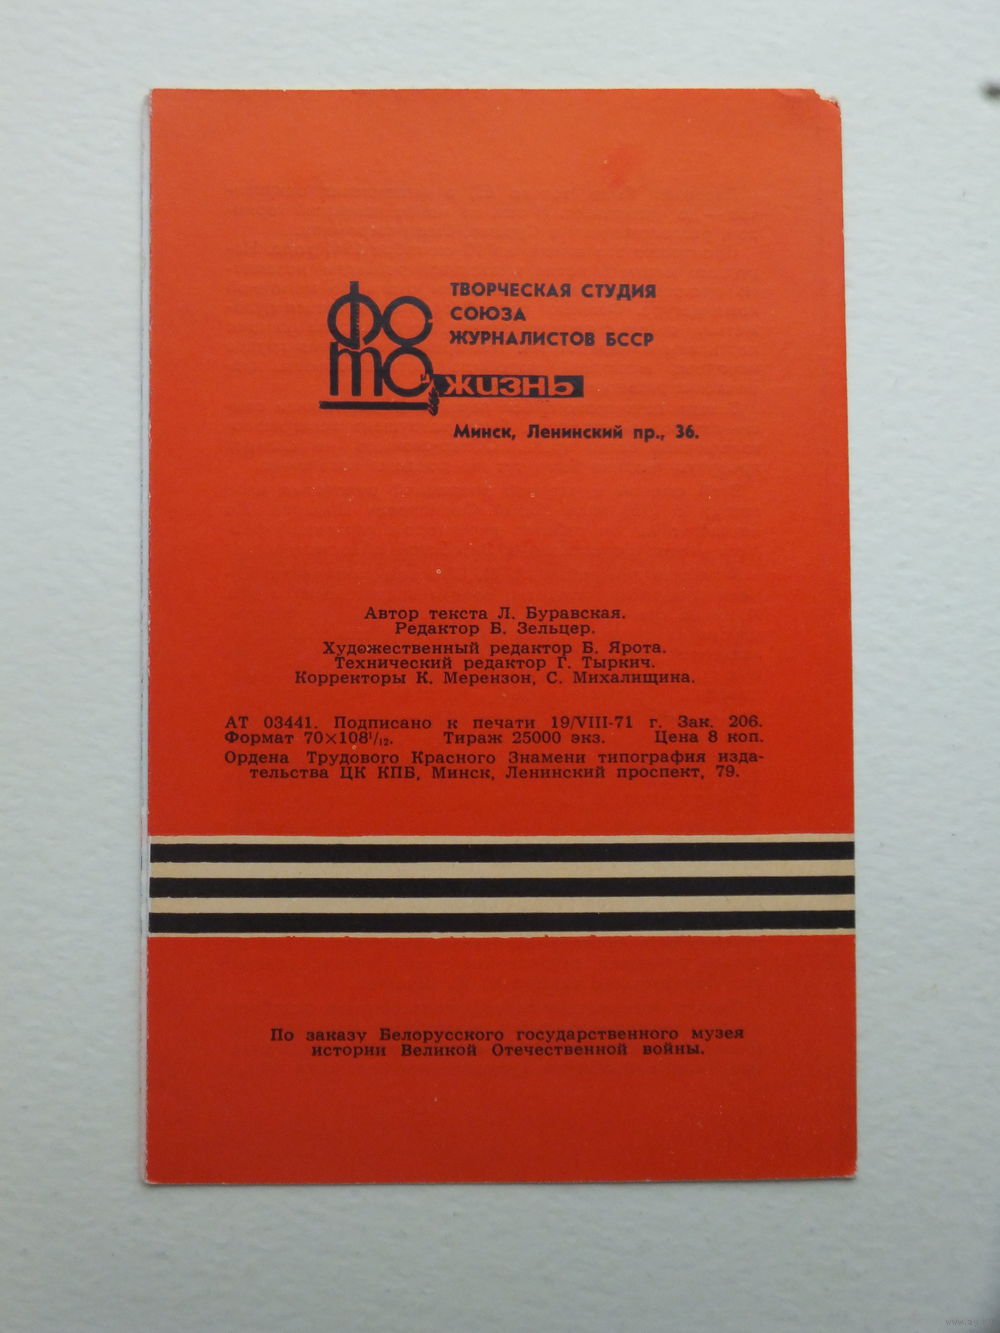 ФОТО
ЖИЗНЬ
ТВОРЧЕСКАЯ СТУДИЯ
СОЮЗА
ЖУРНАЛИСТОВ БССР
Минск, Ленинский пр., 36.
Автор текста Л. Буравская.
Редактор Б. Зельцер.
Художественный редактор Б. Ярота.
Технический редактор Г. Тыркич.
Корректоры К. Мерензон, С. Михалищина.
АТ 03441. Подписано к печати 19/VIII-71 г. Зак. 206.
Формат 70×108¹/₁₂. Тираж 25000 экз. Цена 8 коп.
Ордена Трудового Красного Знамени типография изда-
тельства ЦК КПБ, Минск, Ленинский проспект, 79.
По заказу Белорусского государственного музея
истории Великой Отечественной войны.